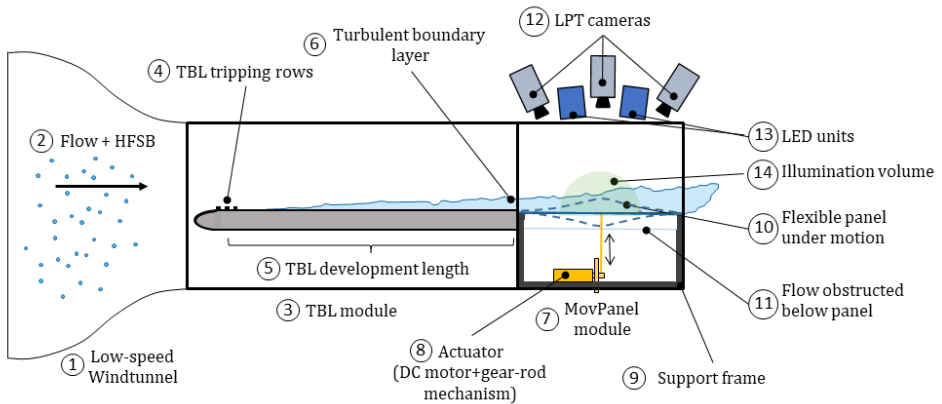 12 LPT cameras
6 Turbulent boundary
layer
4 TBL tripping rows
2 Flow + HFSB
13 LED units
14 Illumination volume
10 Flexible panel
under motion
5 TBL development length
11 Flow obstructed
below panel
3 TBL module
7 MovPanel
module
1 Low-speed
Windtunnel
8 Actuator
(DC motor+gear-rod
mechanism)
9 Support frame